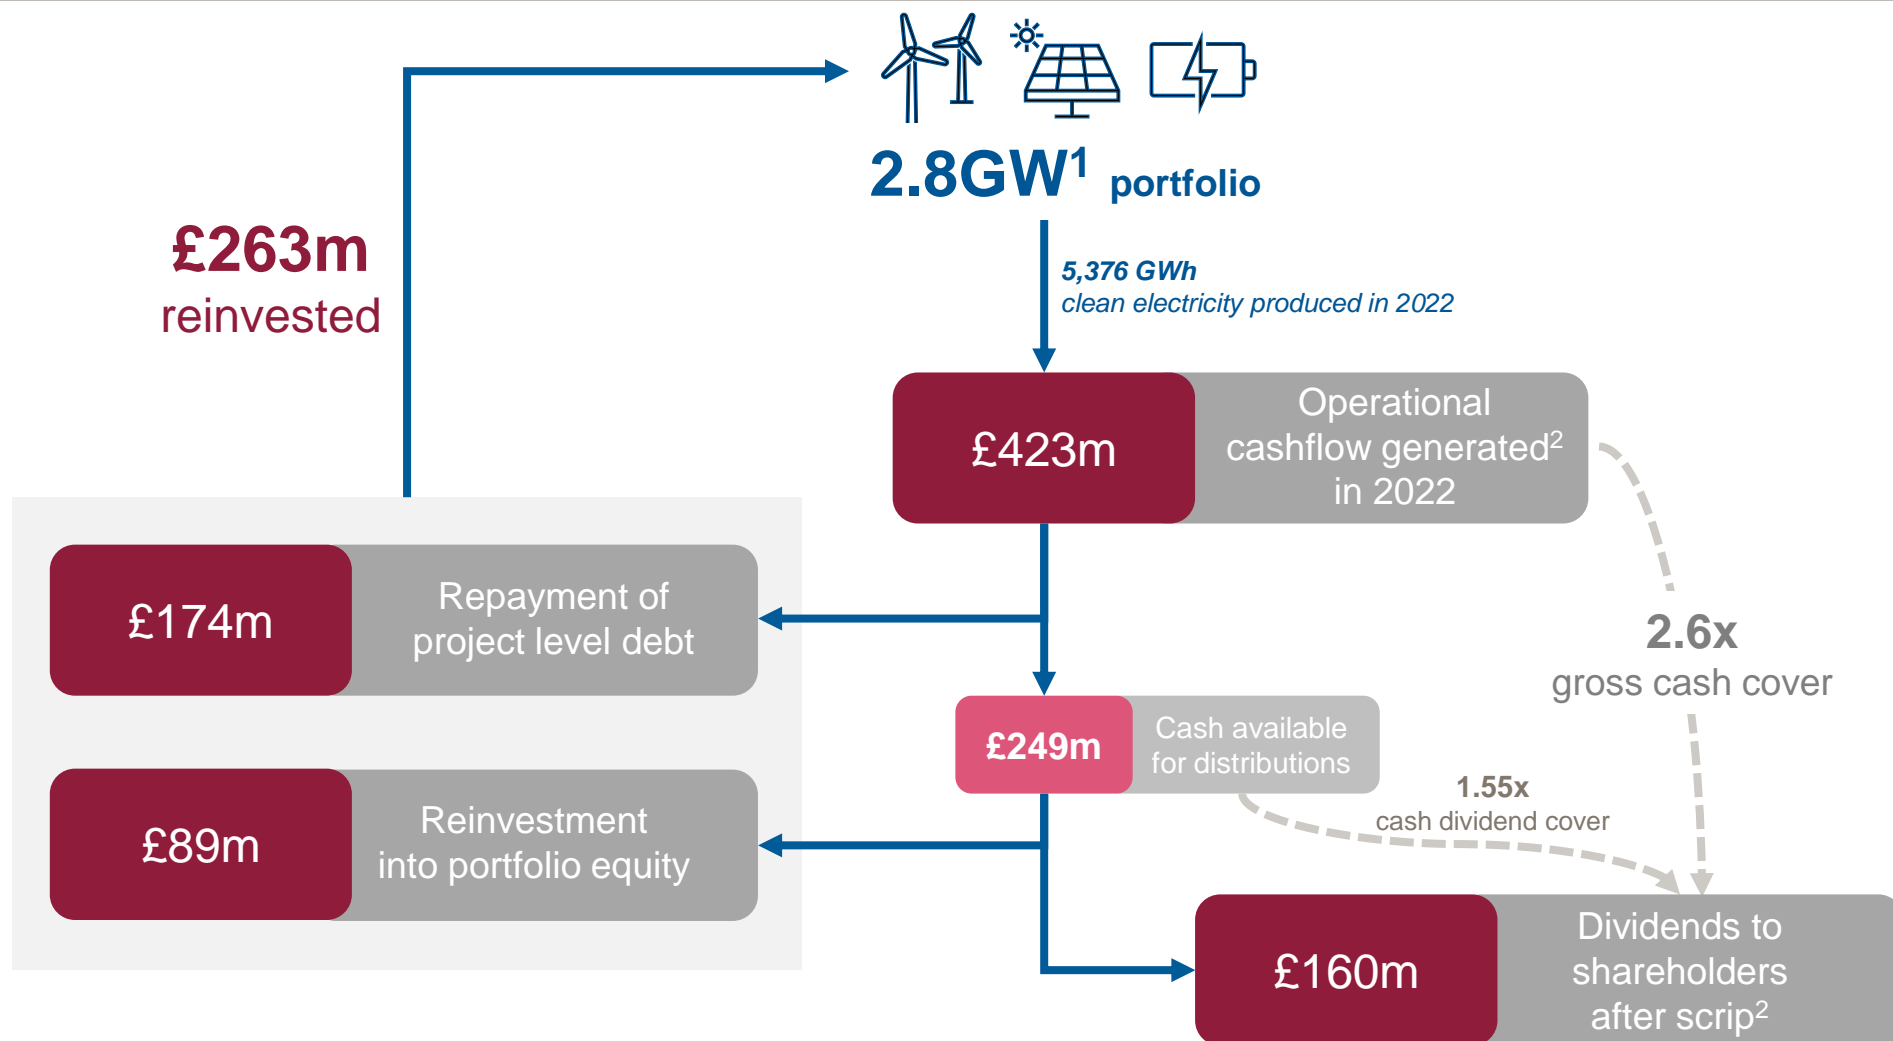 2.8GW¹ portfolio
£263m
reinvested
5,376 GWh
clean electricity produced in 2022
£423m
Operational
cashflow generated²
in 2022
£174m
Repayment of
project level debt
2.6x
gross cash cover
£249m
Cash available
for distributions
1.55x
cash dividend cover
£89m
Reinvestment
into portfolio equity
£160m
Dividends to
shareholders
after scrip²